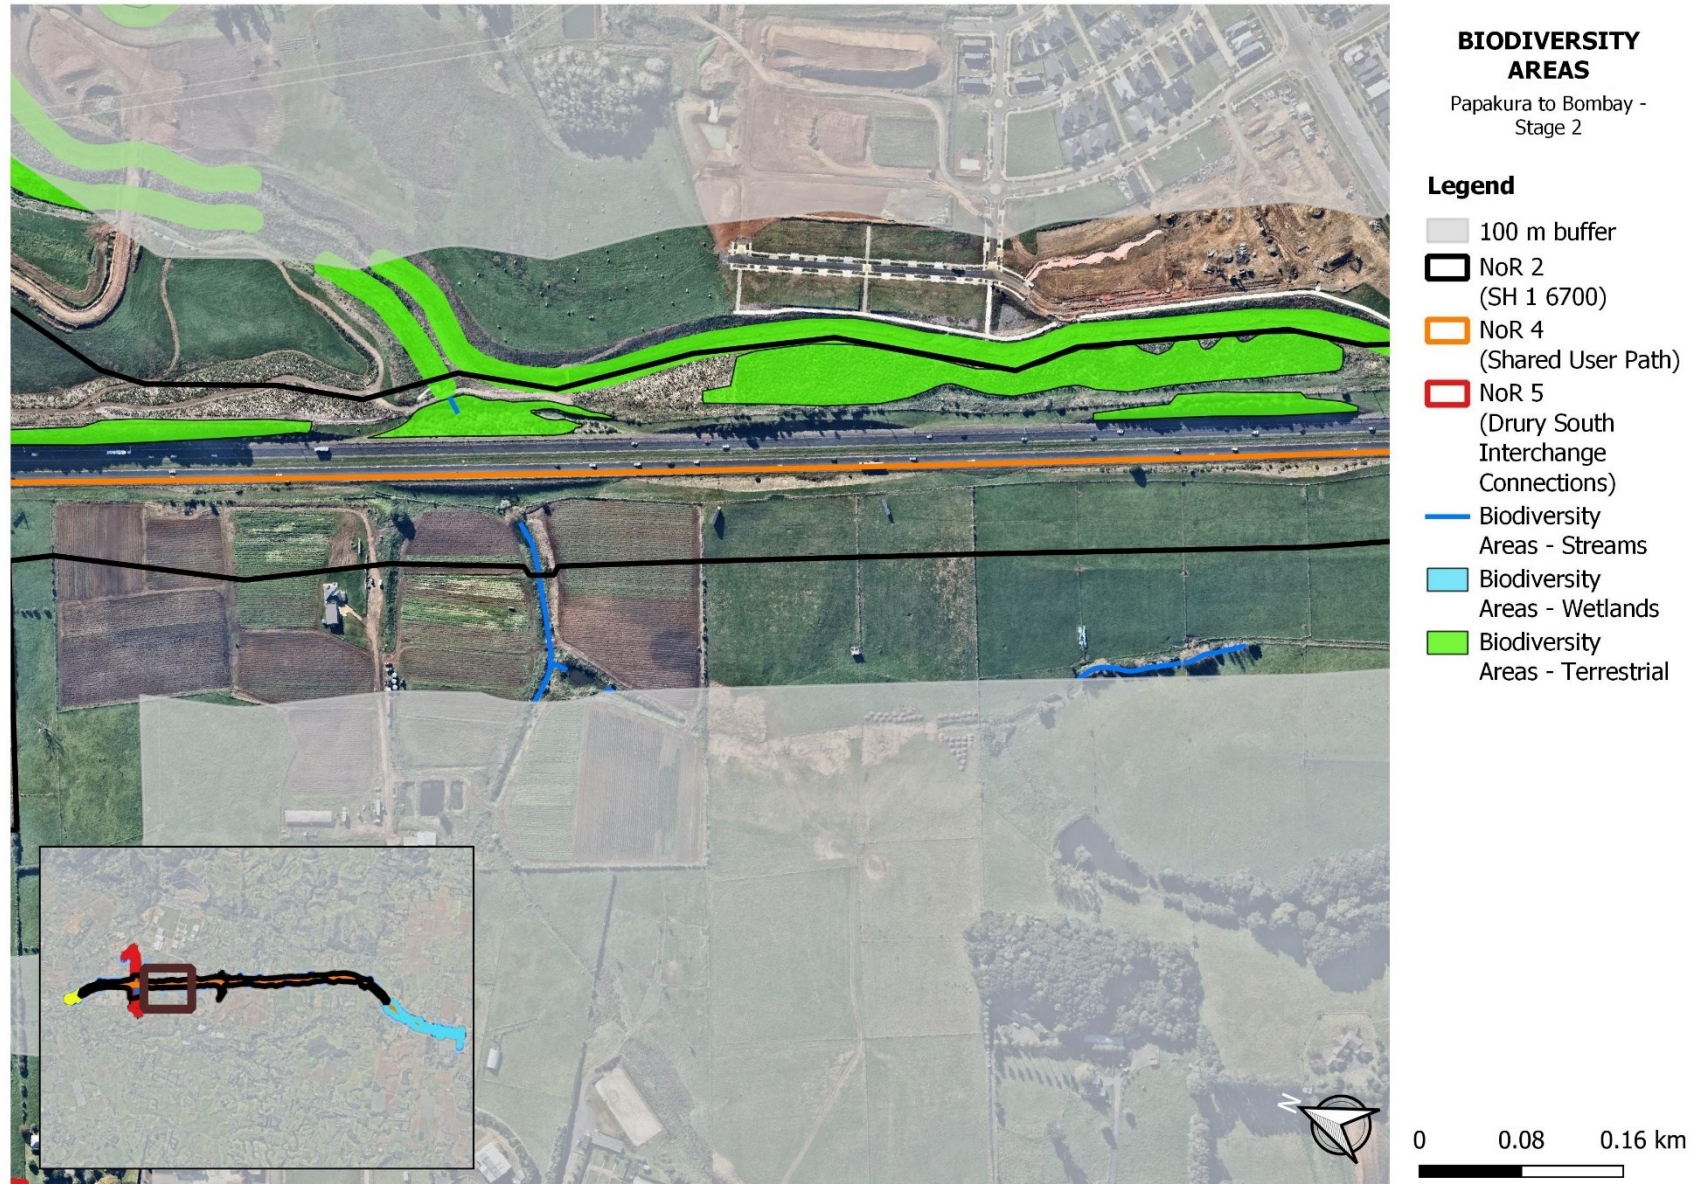 BIODIVERSITY
AREAS
Papakura to Bombay -
Stage 2
Legend
100 m buffer
NoR 2
(SH 1 6700)
NoR 4
(Shared User Path)
NoR 5
(Drury South
Interchange
Connections)
Biodiversity
Areas - Streams
Biodiversity
Areas - Wetlands
Biodiversity
Areas - Terrestrial
N
0 0.08 0.16 km